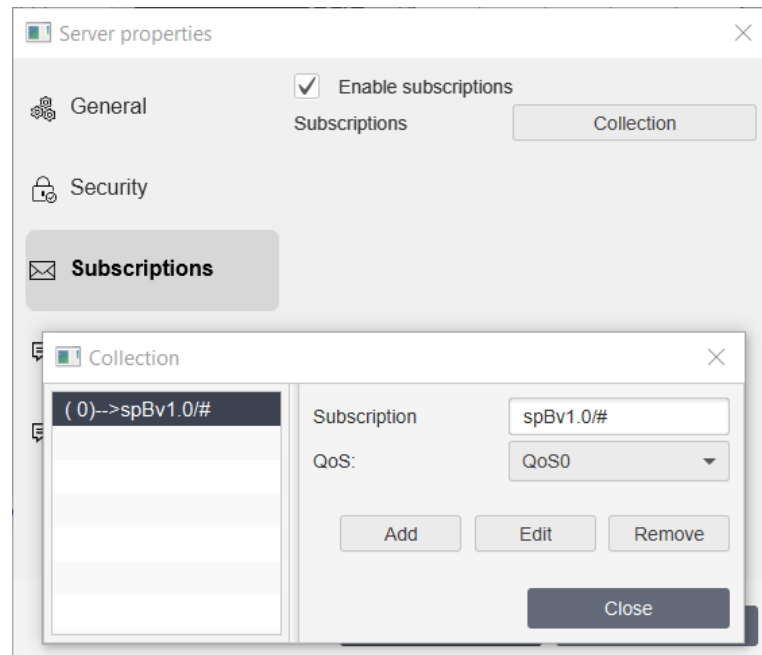 Server properties
General
Security
Subscriptions
Enable subscriptions
Subscriptions Collection
Collection
( 0)-->spBv1.0/#
Subscription spBv1.0/#
QoS: QoS0
Add Edit Remove
Close